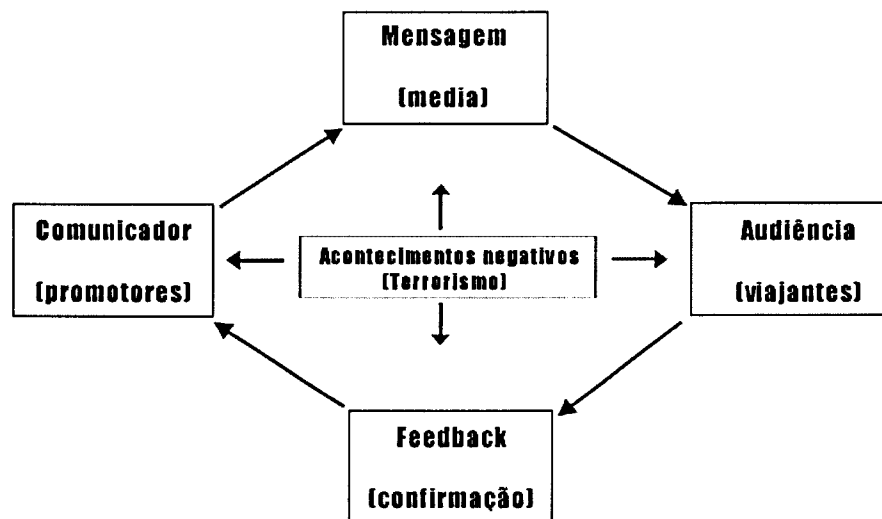 Mensagem
(media)
Comunicador
(promotores)
Acontecimentos negativos
(Terrorismo)
Audiência
(viajantes)
Feedback
(confirmação)